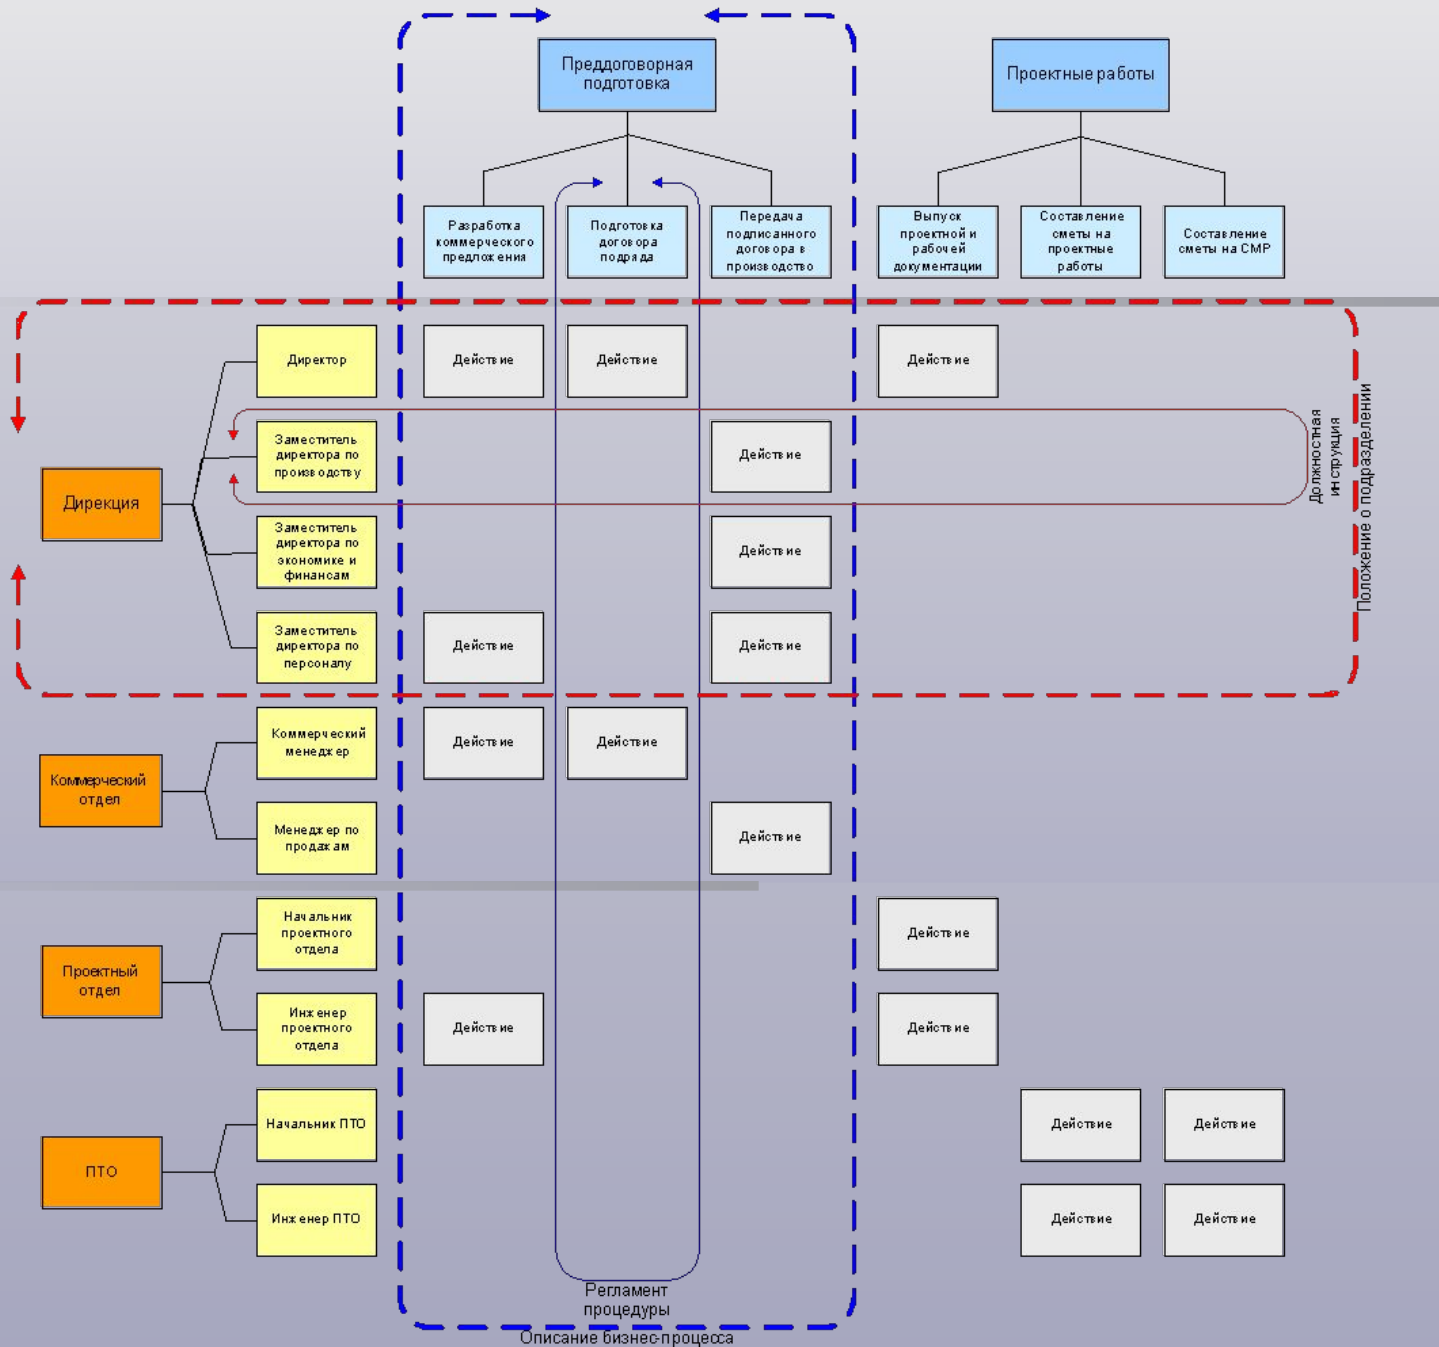 Преддоговорная
подготовка
Проектные работы
Разработка
коммерческого
предложения
Подготовка
договора
подряда
Передача
подписанного
договора в
производство
Выпуск
проектной и
рабочей
документации
Составление
сметы на
проектные
работы
Составление
сметы на СМР
Директор
Действие
Действие
Действие
Заместитель
директора по
производству
Действие
Должностная
инструкция
Положение о подразделении
Дирекция
Заместитель
директора по
экономике и
финансам
Действие
Заместитель
директора по
персоналу
Действие
Действие
Коммерческий
отдел
Коммерческий
менеджер
Действие
Действие
Менеджер по
продажам
Действие
Проектный
отдел
Начальник
проектного
отдела
Действие
Инженер
проектного
отдела
Действие
Действие
ПТО
Начальник ПТО
Действие
Действие
Инженер ПТО
Действие
Действие
Регламент
процедуры
Описание бизнес-процесса